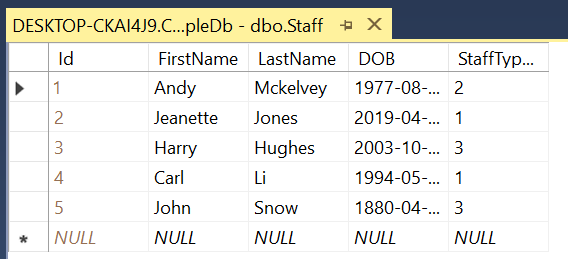 DESKTOP-CKAI4J9.C...pleDb - dbo.Staff
Id FirstName LastName DOB StaffTyp...
1 Andy Mckelvey 1977-08-... 2
2 Jeanette Jones 2019-04-... 1
3 Harry Hughes 2003-10-... 3
4 Carl Li 1994-05-... 1
5 John Snow 1880-04-... 3
NULL NULL NULL NULL NULL